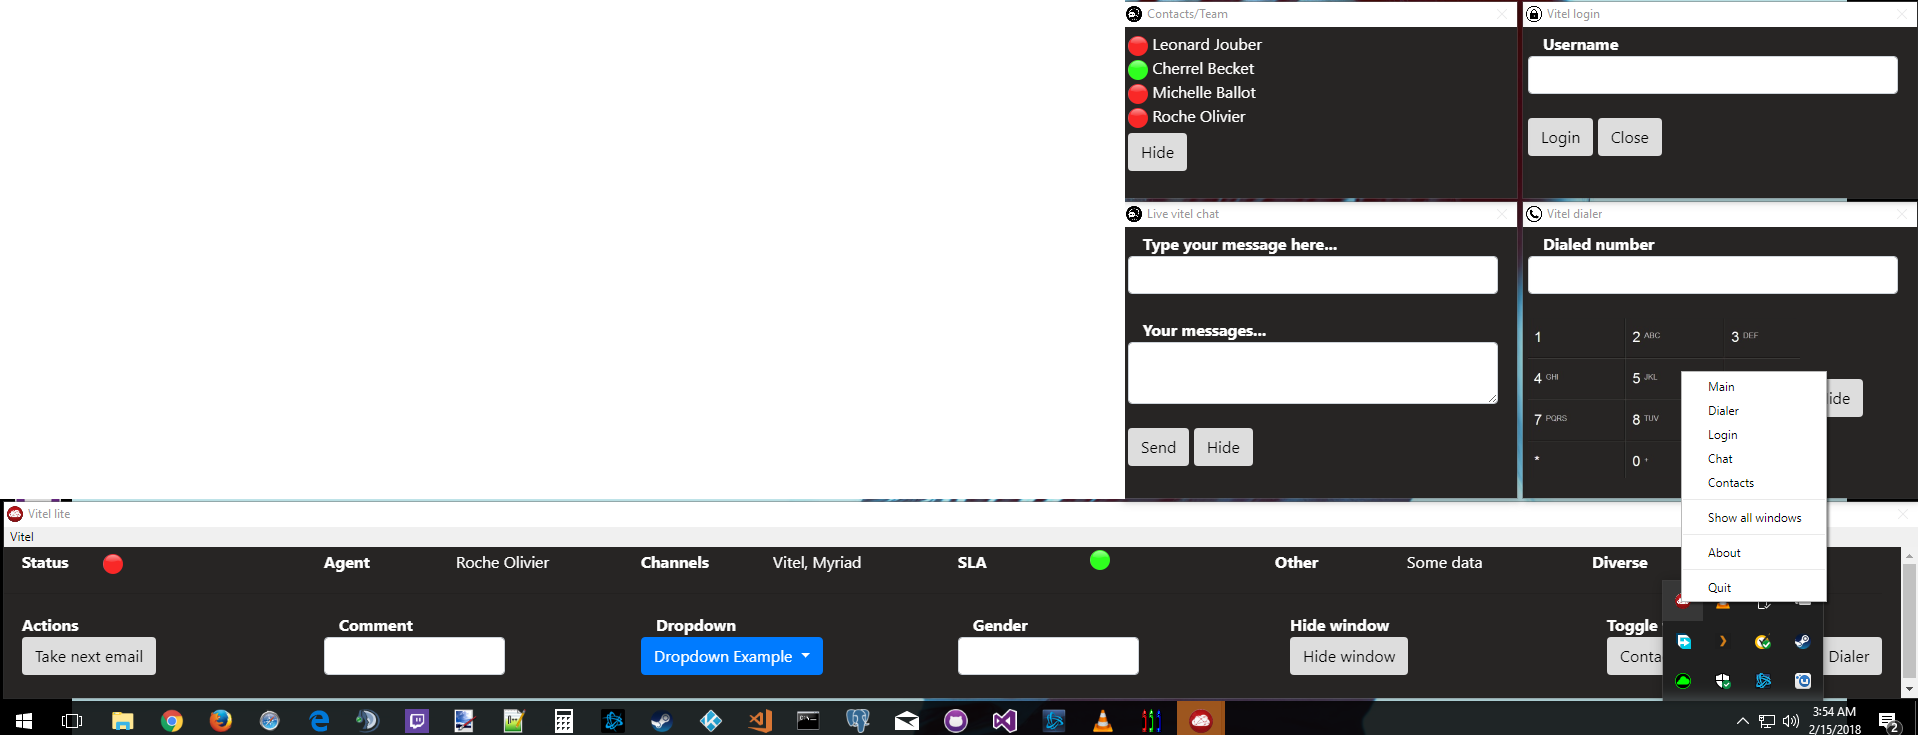 Contacts/Team
Leonard Jouber
Cherrel Becket
Michelle Ballot
Roche Olivier
Hide
Vitel login
Username
Login Close
Live vitel chat
Type your message here...
Your messages...
Send Hide
Vitel dialer
Dialed number
1 2 ABC 3 DEF
4 GHI 5 JKL
7 PQRS 8 TUV
* 0 +
ide
Main
Dialer
Login
Chat
Contacts
Show all windows
About
Quit
Vitel lite
Vitel
Status Agent Roche Olivier Channels Vitel, Myriad SLA Other Some data Diverse
Actions Comment Dropdown Gender Hide window Toggle
Take next email Dropdown Example Hide window Conta Dialer
3:54 AM
2/15/2018
2